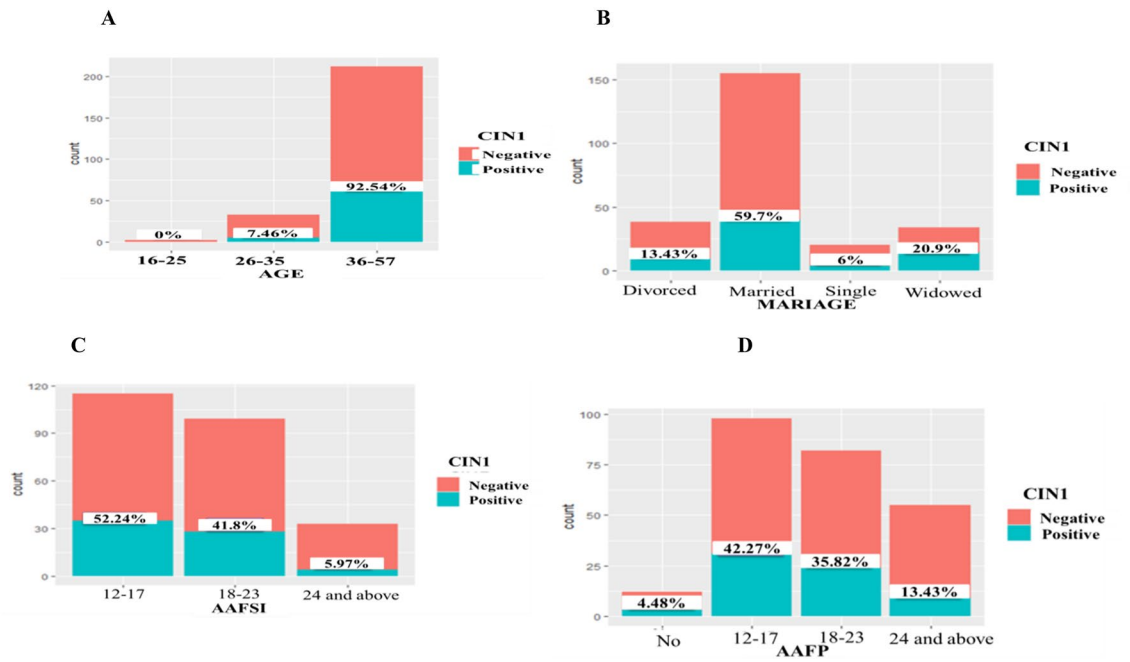 A
count
200
150
100
50
0
0%
7.46%
92.54%
16-25
26-35
36-57
AGE
CIN1
Negative
Positive
B
count
150
100
50
0
13.43%
59.7%
6%
20.9%
Divorced
Married
Single
Widowed
MARIAGE
CIN1
Negative
Positive
C
count
120
90
60
30
0
52.24%
41.8%
5.97%
12-17
18-23
24 and above
AAFSI
CIN1
Negative
Positive
D
count
100
75
50
25
0
4.48%
42.27%
35.82%
13.43%
No
12-17
18-23
24 and above
AAFP
CIN1
Negative
Positive